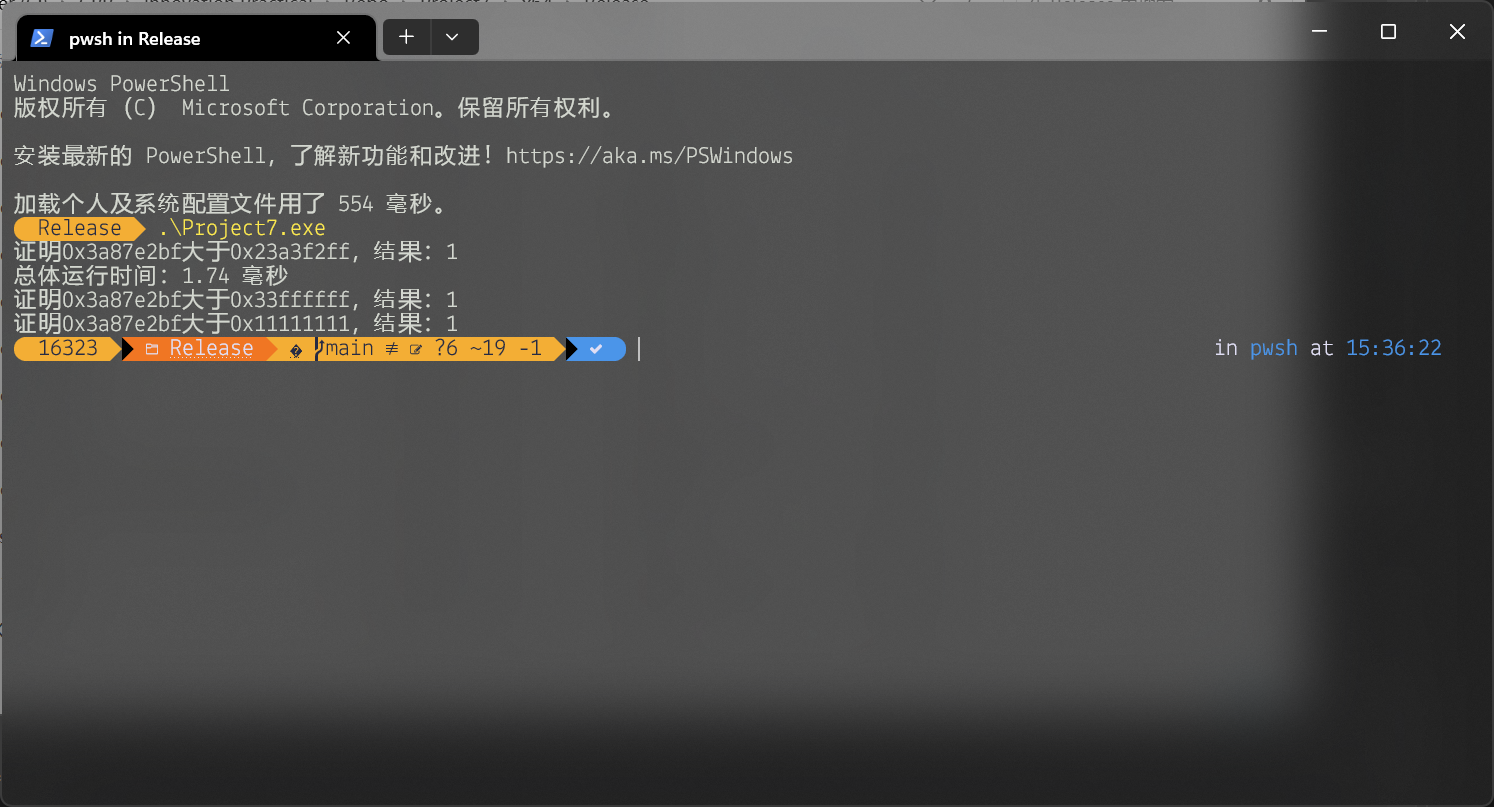 pwsh in Release
Windows PowerShell
版权所有 (C) Microsoft Corporation。保留所有权利。
安装最新的 PowerShell，了解新功能和改进！https://aka.ms/PSWindows
加载个人及系统配置文件用了 554 毫秒。
Release .\Project7.exe
证明0x3a87e2bf大于0x23a3f2ff，结果：1
总体运行时间：1.74 毫秒
证明0x3a87e2bf大于0x33ffffff，结果：1
证明0x3a87e2bf大于0x11111111，结果：1
16323 Release main ≢ ?6 ~19 -1 in pwsh at 15:36:22